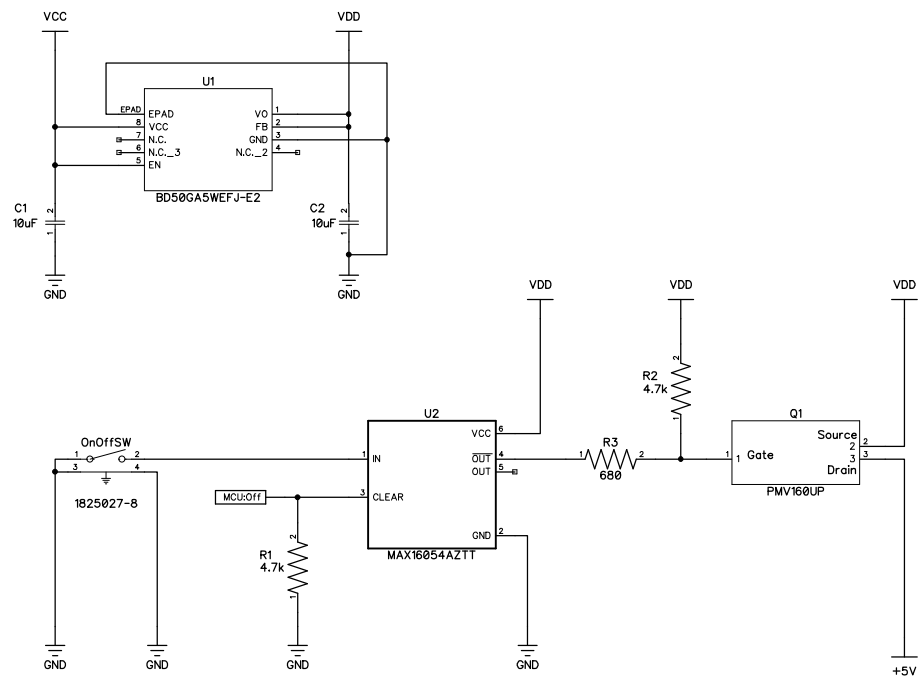 VCC
VDD
U1
EPAD EPAD VO 1
8 VCC FB 2
7 N.C. GND 3
6 N.C._3 N.C._2 4
5 EN
BD50GA5WEFJ-E2
C1
10uF
2
1
C2
10uF
2
1
GND
GND
VDD
VDD
VDD
R2
4.7k
2
1
U2
Q1
VCC 6
OnOffSW
1 2
3 4
1825027-8
1 IN
OUT 4
OUT 5
R3
1 2
680
1 1 Gate
Source 2
2
3 3
Drain
PMV160UP
MCU:Off
3 CLEAR
GND 2
MAX16054AZTT
R1
4.7k
2
1
GND
GND
GND
GND
+5V